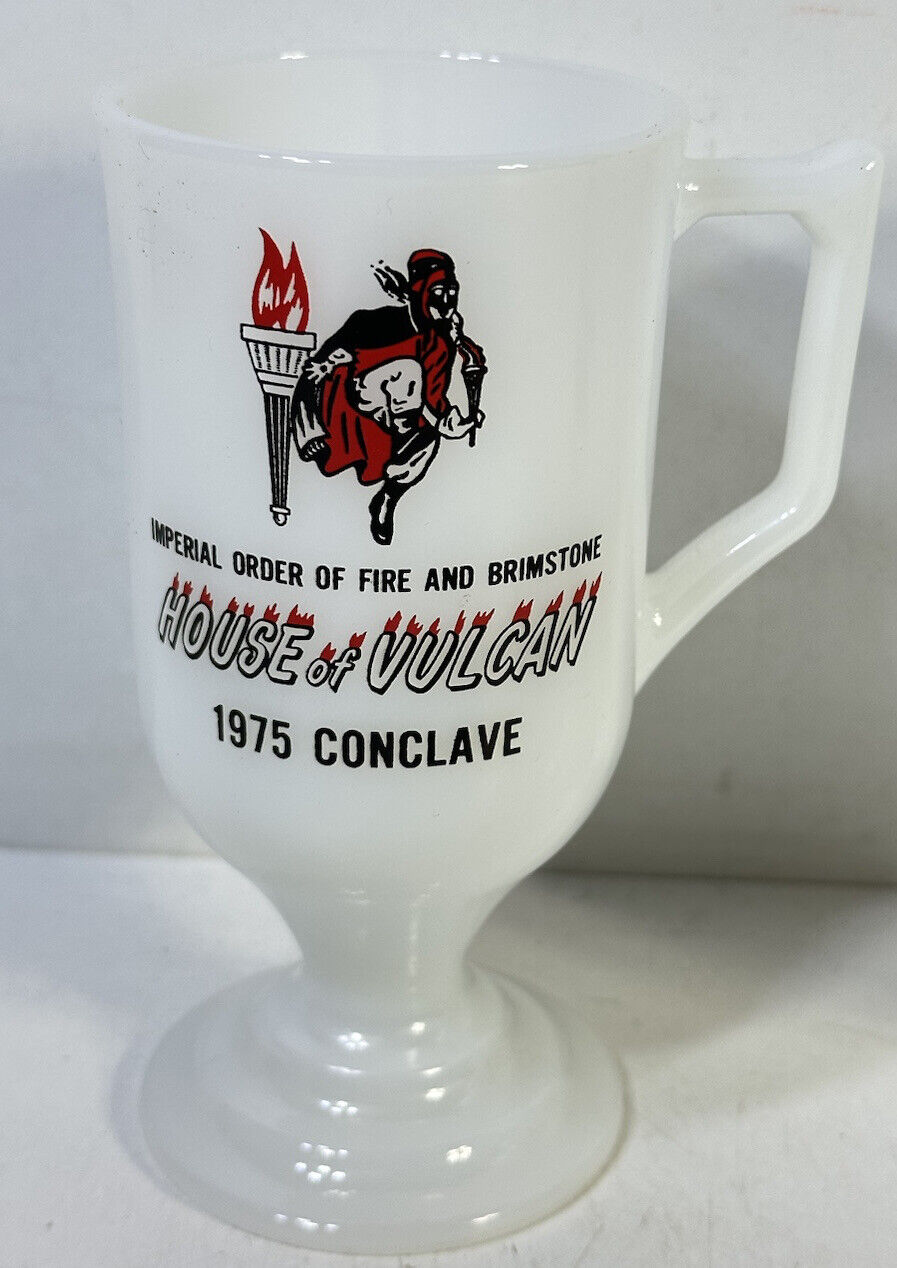 IMPERIAL ORDER OF FIRE AND BRIMSTONE
HOUSE of VULCAN
1975 CONCLAVE